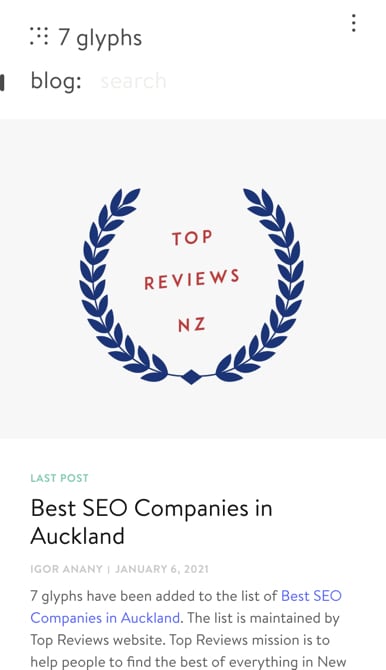 7 glyphs
blog: search
TOP
REVIEWS
NZ
LAST POST
Best SEO Companies in
Auckland
IGOR ANANY | JANUARY 6, 2021
7 glyphs have been added to the list of Best SEO
Companies in Auckland. The list is maintained by
Top Reviews website. Top Reviews mission is to
help people to find the best of everything in New